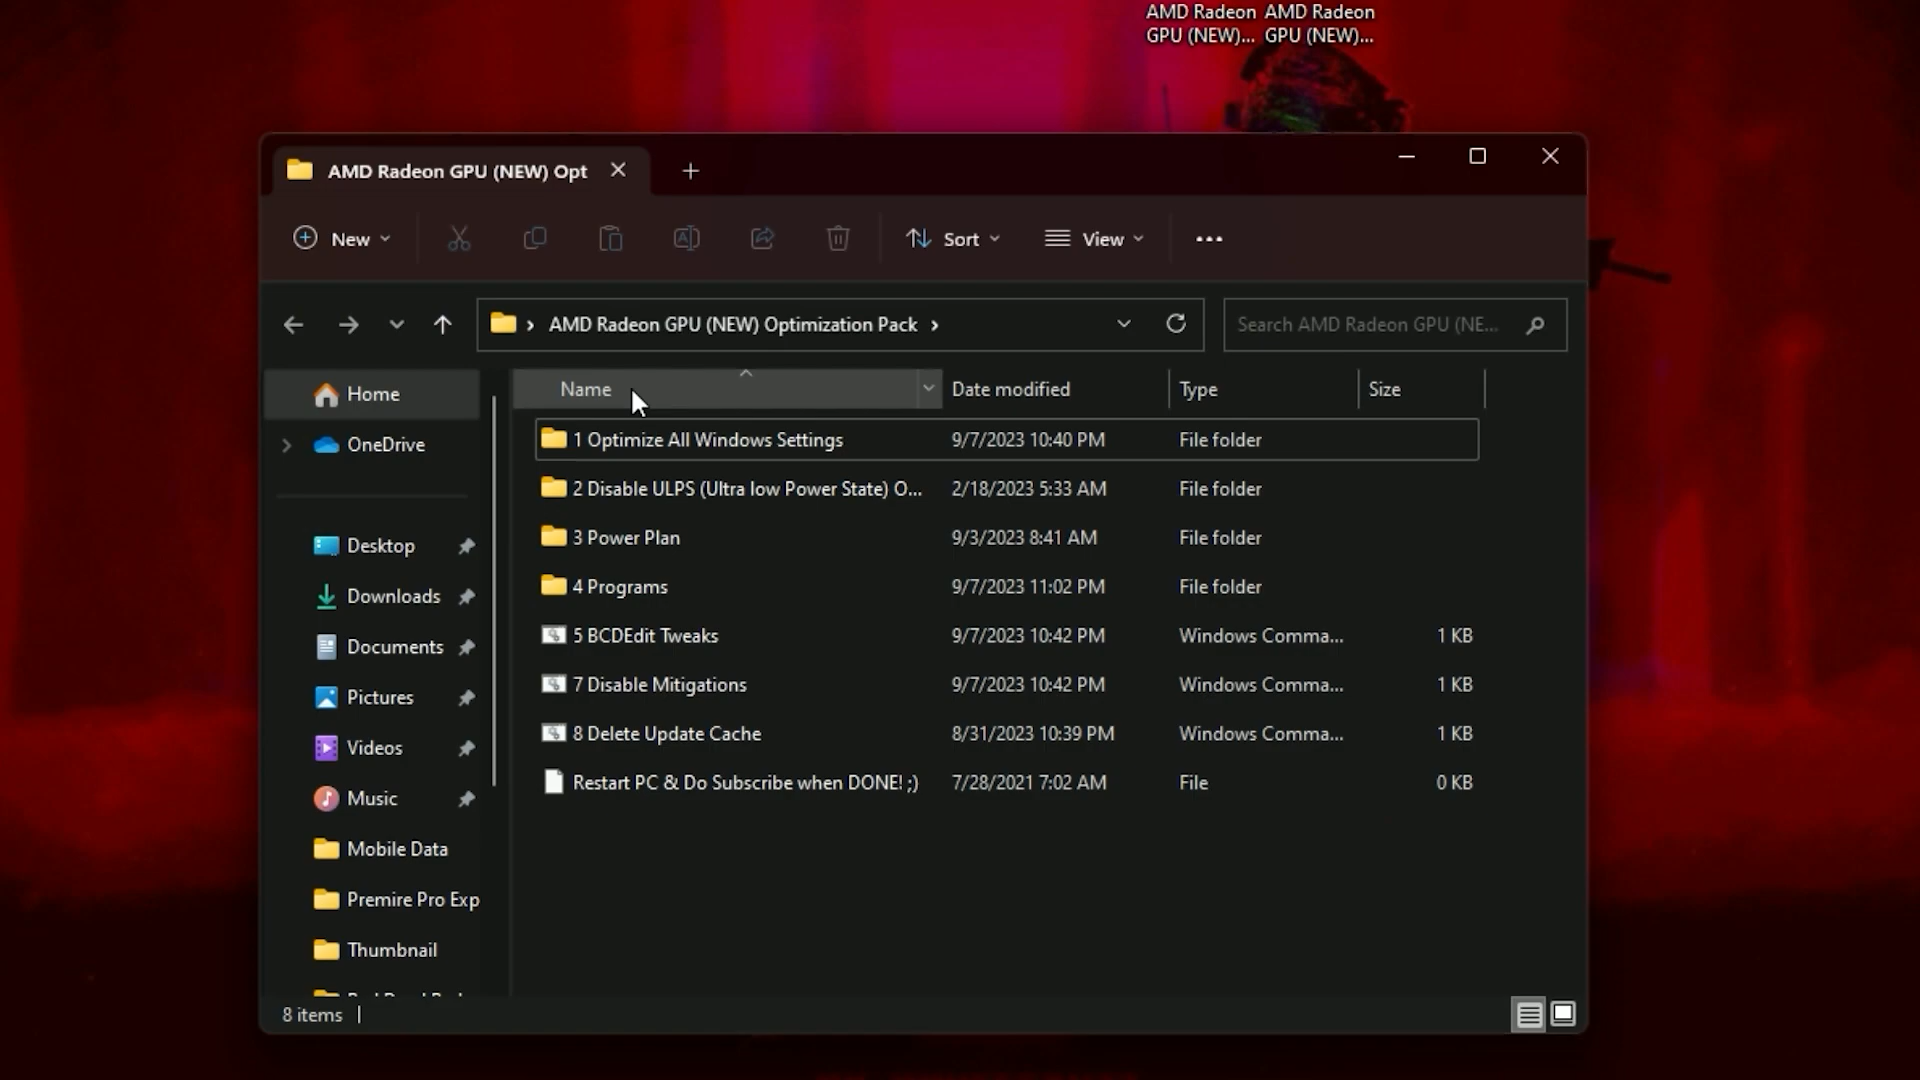 AMD Radeon AMD Radeon
GPU (NEW)... GPU (NEW)...
AMD Radeon GPU (NEW) Opt
New Sort View
AMD Radeon GPU (NEW) Optimization Pack
Search AMD Radeon GPU (NE...
Name Date modified Type Size
Home
OneDrive
Desktop
Downloads
Documents
Pictures
Videos
Music
Mobile Data
Premire Pro Exp
Thumbnail
1 Optimize All Windows Settings 9/7/2023 10:40 PM File folder
2 Disable ULPS (Ultra low Power State) O... 2/18/2023 5:33 AM File folder
3 Power Plan 9/3/2023 8:41 AM File folder
4 Programs 9/7/2023 11:02 PM File folder
5 BCDEdit Tweaks 9/7/2023 10:42 PM Windows Comma... 1 KB
7 Disable Mitigations 9/7/2023 10:42 PM Windows Comma... 1 KB
8 Delete Update Cache 8/31/2023 10:39 PM Windows Comma... 1 KB
Restart PC & Do Subscribe when DONE! ;) 7/28/2021 7:02 AM File 0 KB
8 items